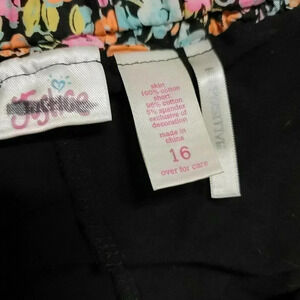 Justice
skirt
100% cotton
short
95% cotton
5% spandex
exclusive of
decoration
made in
china
16
over for care